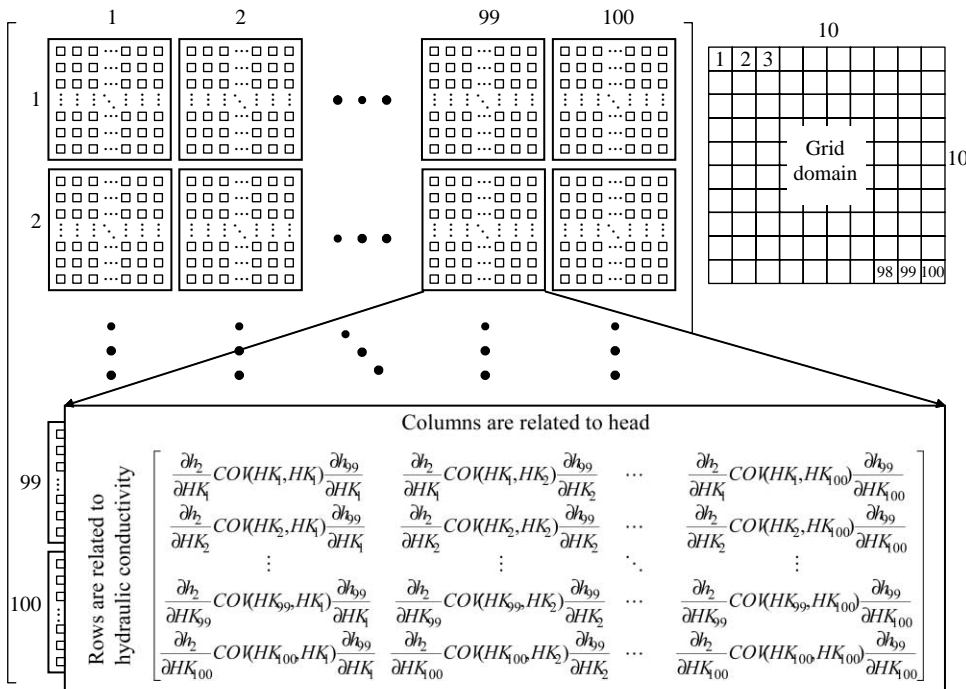 1 2 99 100
10
1 2 3
1
Grid
domain
10
2
98 99 100
Columns are related to head
Rows are related to
hydraulic conductivity
99
100
∂h₂/∂HK₁ COV(HK₁,HK₁) ∂h₉₉/∂HK₁ ∂h₂/∂HK₁ COV(HK₁,HK₂) ∂h₉₉/∂HK₂ ⋯ ∂h₂/∂HK₁ COV(HK₁,HK₁₀₀) ∂h₉₉/∂HK₁₀₀
∂h₂/∂HK₂ COV(HK₂,HK₁) ∂h₉₉/∂HK₁ ∂h₂/∂HK₂ COV(HK₂,HK₂) ∂h₉₉/∂HK₂ ⋯ ∂h₂/∂HK₂ COV(HK₂,HK₁₀₀) ∂h₉₉/∂HK₁₀₀
⋮ ⋮ ⋱ ⋮
∂h₂/∂HK₉₉ COV(HK₉₉,HK₁) ∂h₉₉/∂HK₁ ∂h₂/∂HK₉₉ COV(HK₉₉,HK₂) ∂h₉₉/∂HK₂ ⋯ ∂h₂/∂HK₉₉ COV(HK₉₉,HK₁₀₀) ∂h₉₉/∂HK₁₀₀
∂h₂/∂HK₁₀₀ COV(HK₁₀₀,HK₁) ∂h₉₉/∂HK₁ ∂h₂/∂HK₁₀₀ COV(HK₁₀₀,HK₂) ∂h₉₉/∂HK₂ ⋯ ∂h₂/∂HK₁₀₀ COV(HK₁₀₀,HK₁₀₀) ∂h₉₉/∂HK₁₀₀